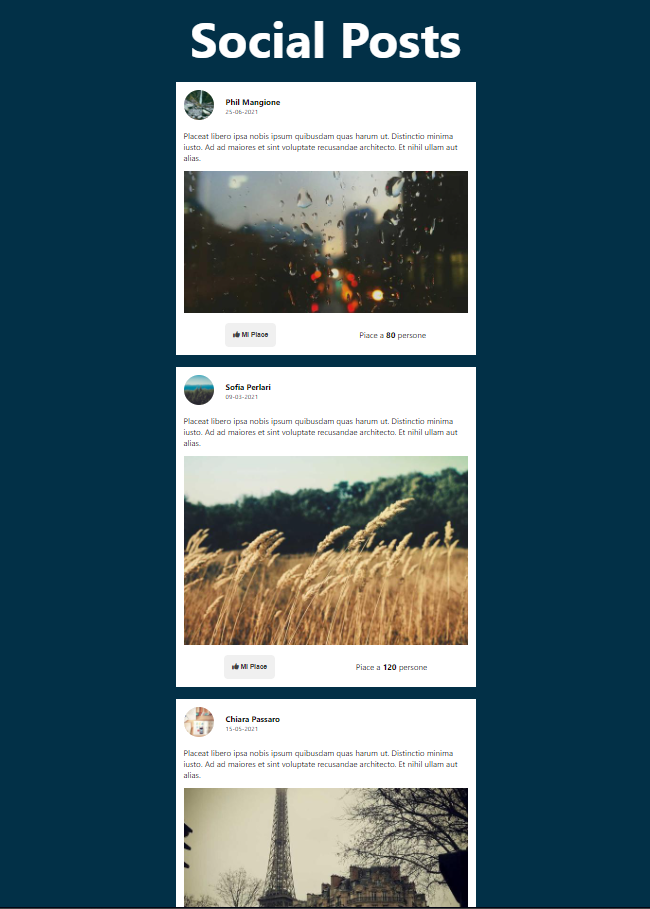 Social Posts
Phil Mangione
25-06-2021
Placeat libero ipsa nobis ipsum quibusdam quas harum ut. Distinctio minima
iusto. Ad ad maiores et sint voluptate recusandae architecto. Et nihil ullam aut
alias.
Mi Piace
Piace a 80 persone
Sofia Perlari
09-03-2021
Placeat libero ipsa nobis ipsum quibusdam quas harum ut. Distinctio minima
iusto. Ad ad maiores et sint voluptate recusandae architecto. Et nihil ullam aut
alias.
Mi Piace
Piace a 120 persone
Chiara Passaro
15-05-2021
Placeat libero ipsa nobis ipsum quibusdam quas harum ut. Distinctio minima
iusto. Ad ad maiores et sint voluptate recusandae architecto. Et nihil ullam aut
alias.